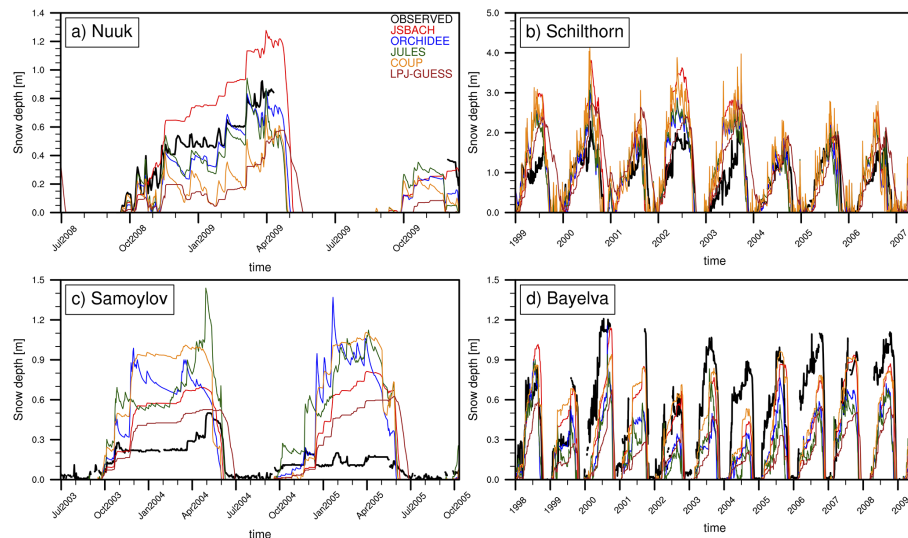 a) Nuuk
OBSERVED
JSBACH
ORCHIDEE
JULES
COUP
LPJ-GUESS
Snow depth [m]
1.4
1.2
1.0
0.8
0.6
0.4
0.2
0.0
Jul2008
Oct2008
Jan2009
Apr2009
Jul2009
Oct2009
time
b) Schilthorn
Snow depth [m]
5.0
4.0
3.0
2.0
1.0
0.0
1999
2000
2001
2002
2003
2004
2005
2006
2007
time
c) Samoylov
Snow depth [m]
1.5
1.2
0.9
0.6
0.3
0.0
Jul2003
Oct2003
Jan2004
Apr2004
Jul2004
Oct2004
Jan2005
Apr2005
Jul2005
Oct2005
time
d) Bayelva
Snow depth [m]
1.5
1.2
0.9
0.6
0.3
0.0
1998
1999
2000
2001
2002
2003
2004
2005
2006
2007
2008
2009
time